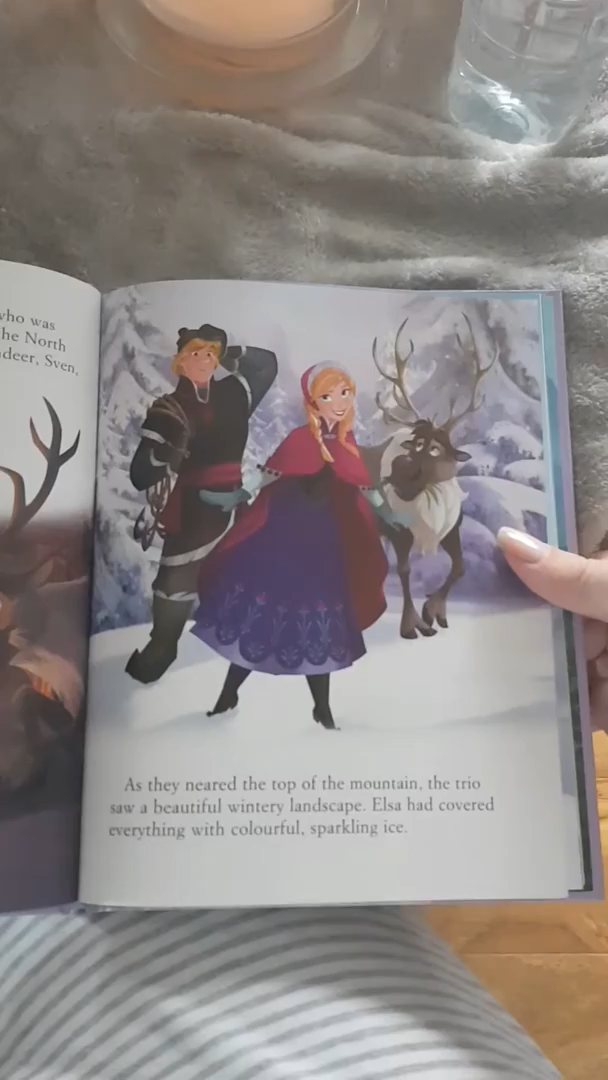 who was
he North
deer, Sven,
As they neared the top of the mountain, the trio
saw a beautiful wintery landscape. Elsa had covered
everything with colourful, sparkling ice.